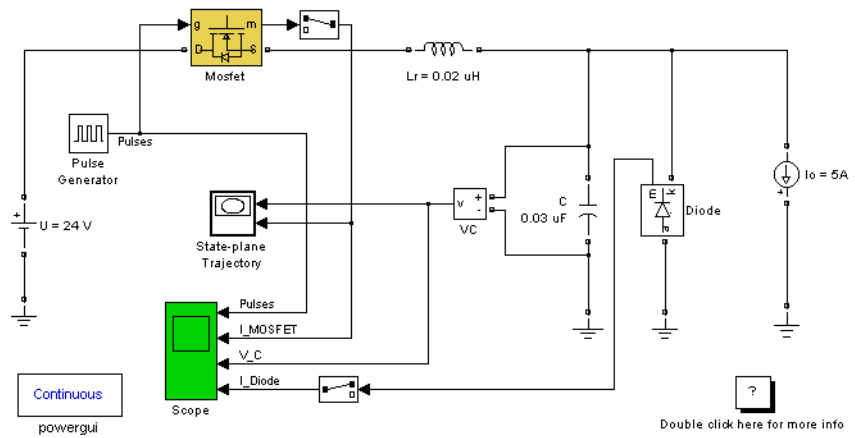 g
m
D
S
Mosfet
Lr = 0.02 uH
Pulses
Pulse
Generator
+
U = 24 V
State-plane
Trajectory
v
+
-
VC
C
0.03 uF
m
k
a
Diode
+
Io = 5A
Pulses
I_MOSFET
V_C
I_Diode
Scope
Continuous
powergui
?
Double click here for more info